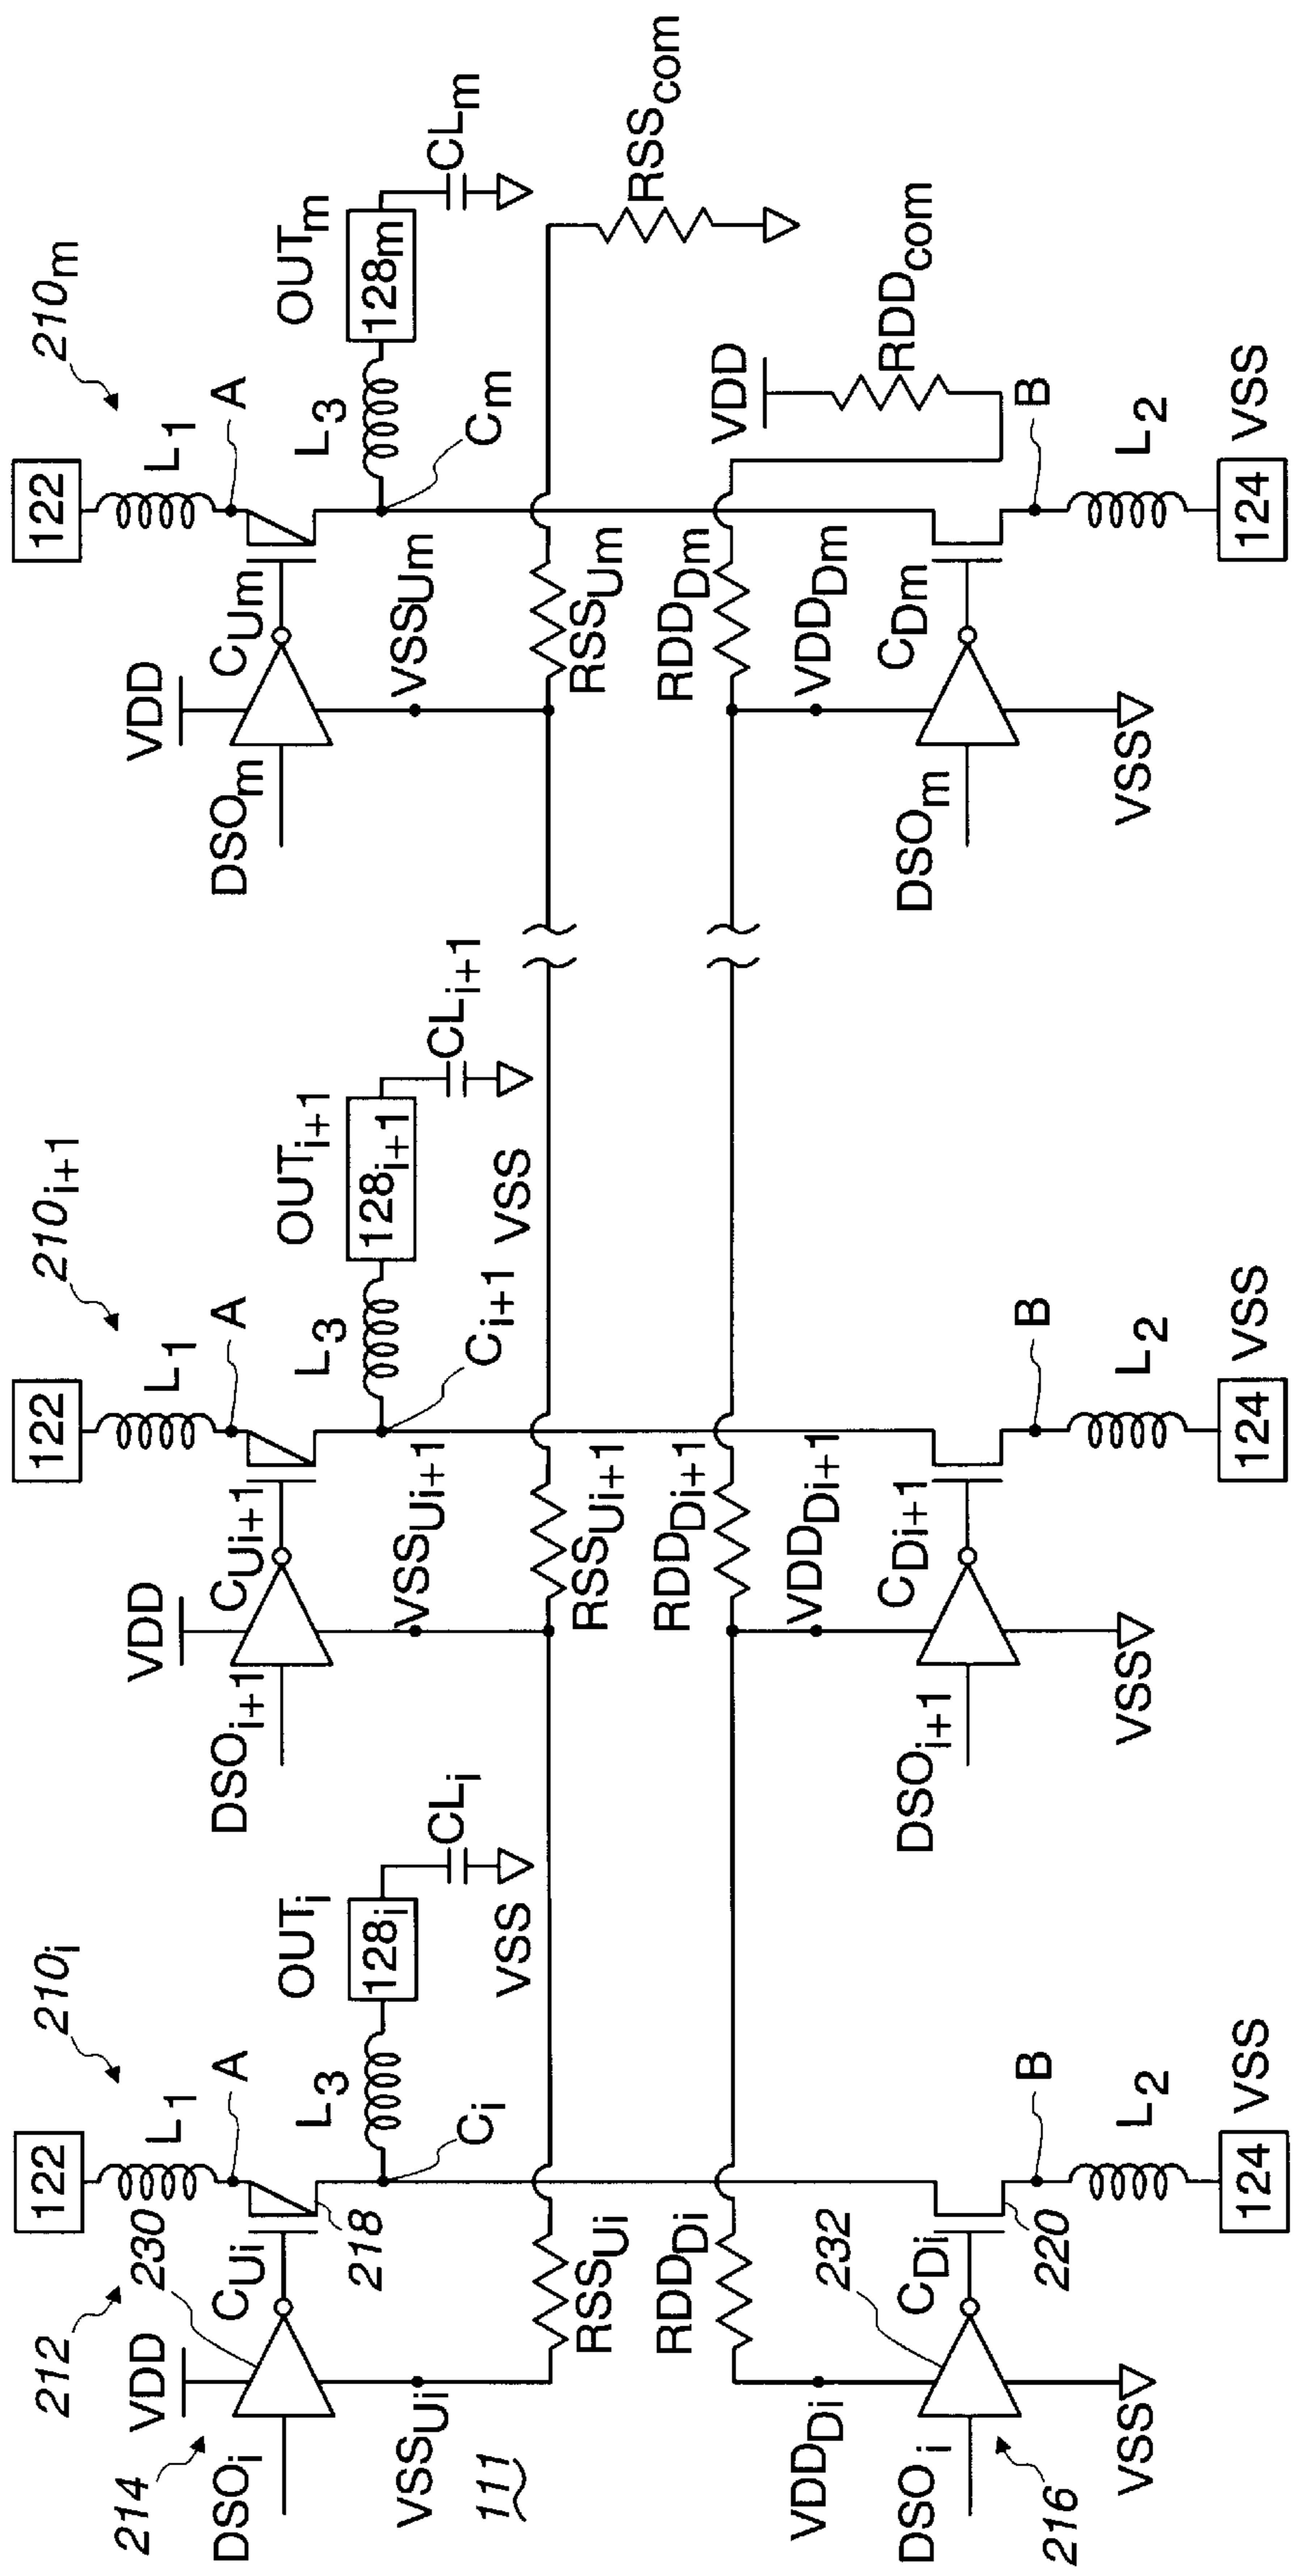 210i
210i+1
210m
122
L1
A
122
L1
A
122
L1
A
212
214
VDD
230
CUi
218
L3
OUTi
128i
CLi
VDD
CUi+1
L3
OUTi+1
128i+1
CLi+1
VDD
CUm
L3
OUTm
128m
CLm
DSOi
Ci
VSS
DSOi+1
Ci+1
VSS
DSOm
Cm
VSSUi
VSSUi+1
VSSUm
111
RSSUi
RSSUi+1
RSSUm
RSScom
RDDDi
RDDDi+1
RDDDm
VDD
RDDcom
VDDDi
232
CDi
220
B
VDDDi+1
CDi+1
B
VDDDm
CDm
B
DSOi
DSOi+1
DSOm
216
VSS
L2
124
VSS
VSS
L2
124
VSS
VSS
L2
124
VSS